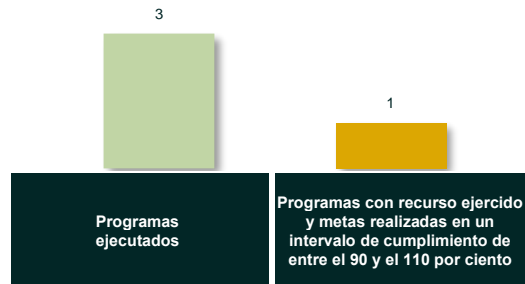 3
1
Programas
ejecutados
Programas con recurso ejercido
y metas realizadas en un
intervalo de cumplimiento de
entre el 90 y el 110 por ciento